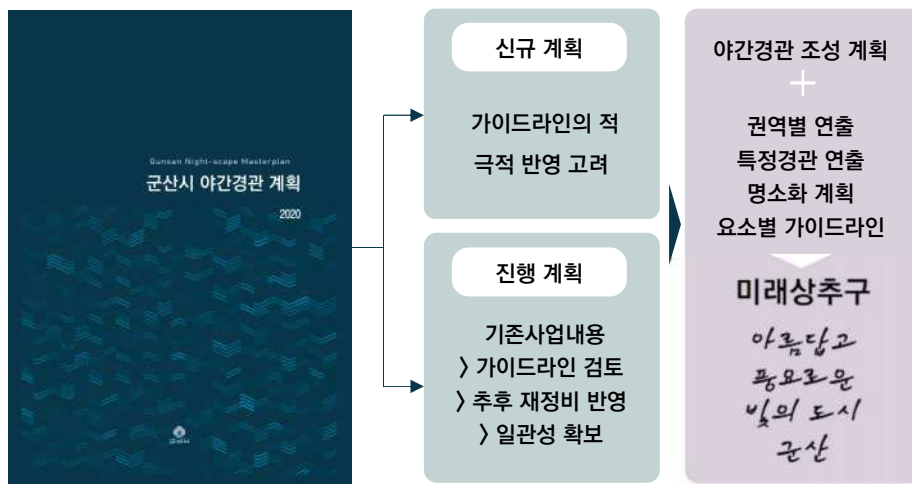 Gunsan Night-scape Masterplan
군산시 야간경관 계획
2020
군산시
신규 계획
가이드라인의 적
극적 반영 고려
진행 계획
기존사업내용
> 가이드라인 검토
> 추후 재정비 반영
> 일관성 확보
야간경관 조성 계획
+
권역별 연출
특정경관 연출
명소화 계획
요소별 가이드라인
미래상추구
아름답고
풍요로운
빛의 도시
군산